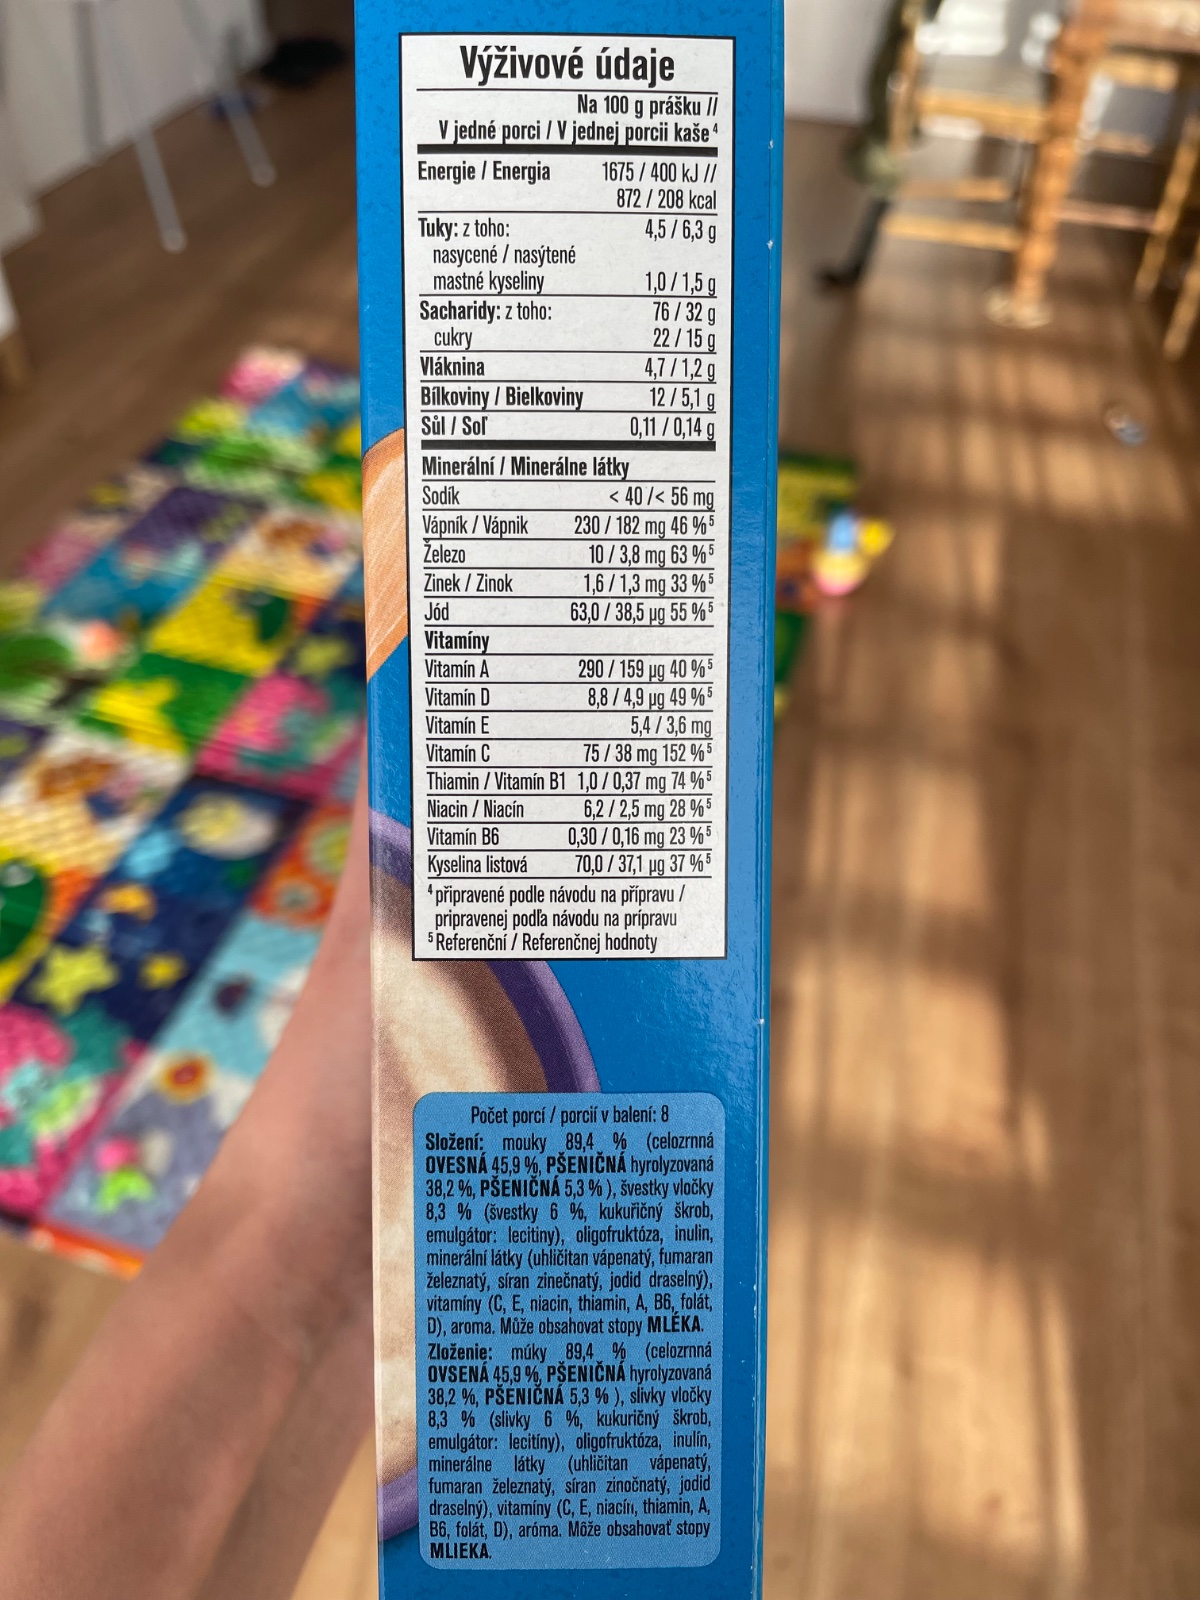 Výživové údaje
Na 100 g prášku //
V jedné porci / V jednej porcii kaše ⁴
Energie / Energia 1675 / 400 kJ //
872 / 208 kcal
Tuky: z toho: 4,5 / 6,3 g
nasycené / nasýtené
mastné kyseliny 1,0 / 1,5 g
Sacharidy: z toho: 76 / 32 g
cukry 22 / 15 g
Vláknina 4,7 / 1,2 g
Bílkoviny / Bielkoviny 12 / 5,1 g
Sůl / Soľ 0,11 / 0,14 g
Minerální / Minerálne látky
Sodík < 40 /< 56 mg
Vápník / Vápnik 230 / 182 mg 46 % ⁵
Železo 10 / 3,8 mg 63 % ⁵
Zinek / Zinok 1,6 / 1,3 mg 33 % ⁵
Jód 63,0 / 38,5 µg 55 % ⁵
Vitamíny
Vitamín A 290 / 159 µg 40 % ⁵
Vitamín D 8,8 / 4,9 µg 49 % ⁵
Vitamín E 5,4 / 3,6 mg
Vitamín C 75 / 38 mg 152 % ⁵
Thiamin / Vitamín B1 1,0 / 0,37 mg 74 % ⁵
Niacin / Niacín 6,2 / 2,5 mg 28 % ⁵
Vitamín B6 0,30 / 0,16 mg 23 % ⁵
Kyselina listová 70,0 / 37,1 µg 37 % ⁵
⁴ připravené podle návodu na přípravu /
pripravenej podľa návodu na prípravu
⁵ Referenční / Referenčnej hodnoty
Počet porcí / porcií v balení: 8
Složení: mouky 89,4 % (celozrnná
OVESNÁ 45,9 %, PŠENIČNÁ hyrolyzovaná
38,2 %, PŠENIČNÁ 5,3 % ), švestky vločky
8,3 % (švestky 6 %, kukuřičný škrob,
emulgátor: lecitiny), oligofruktóza, inulin,
minerální látky (uhličitan vápenatý, fumaran
železnatý, síran zinečnatý, jodid draselný),
vitamíny (C, E, niacin, thiamin, A, B6, folát,
D), aroma. Může obsahovat stopy MLÉKA.
Zloženie: múky 89,4 % (celozrnná
OVSENÁ 45,9 %, PŠENIČNÁ hyrolyzovaná
38,2 %, PŠENIČNÁ 5,3 % ), slivky vločky
8,3 % (slivky 6 %, kukuričný škrob,
emulgátor: lecitíny), oligofruktóza, inulín,
minerálne látky (uhličitan vápenatý,
fumaran železnatý, síran zinočnatý, jodid
draselný), vitamíny (C, E, niacín, thiamin, A,
B6, folát, D), aróma. Môže obsahovať stopy
MLIEKA.